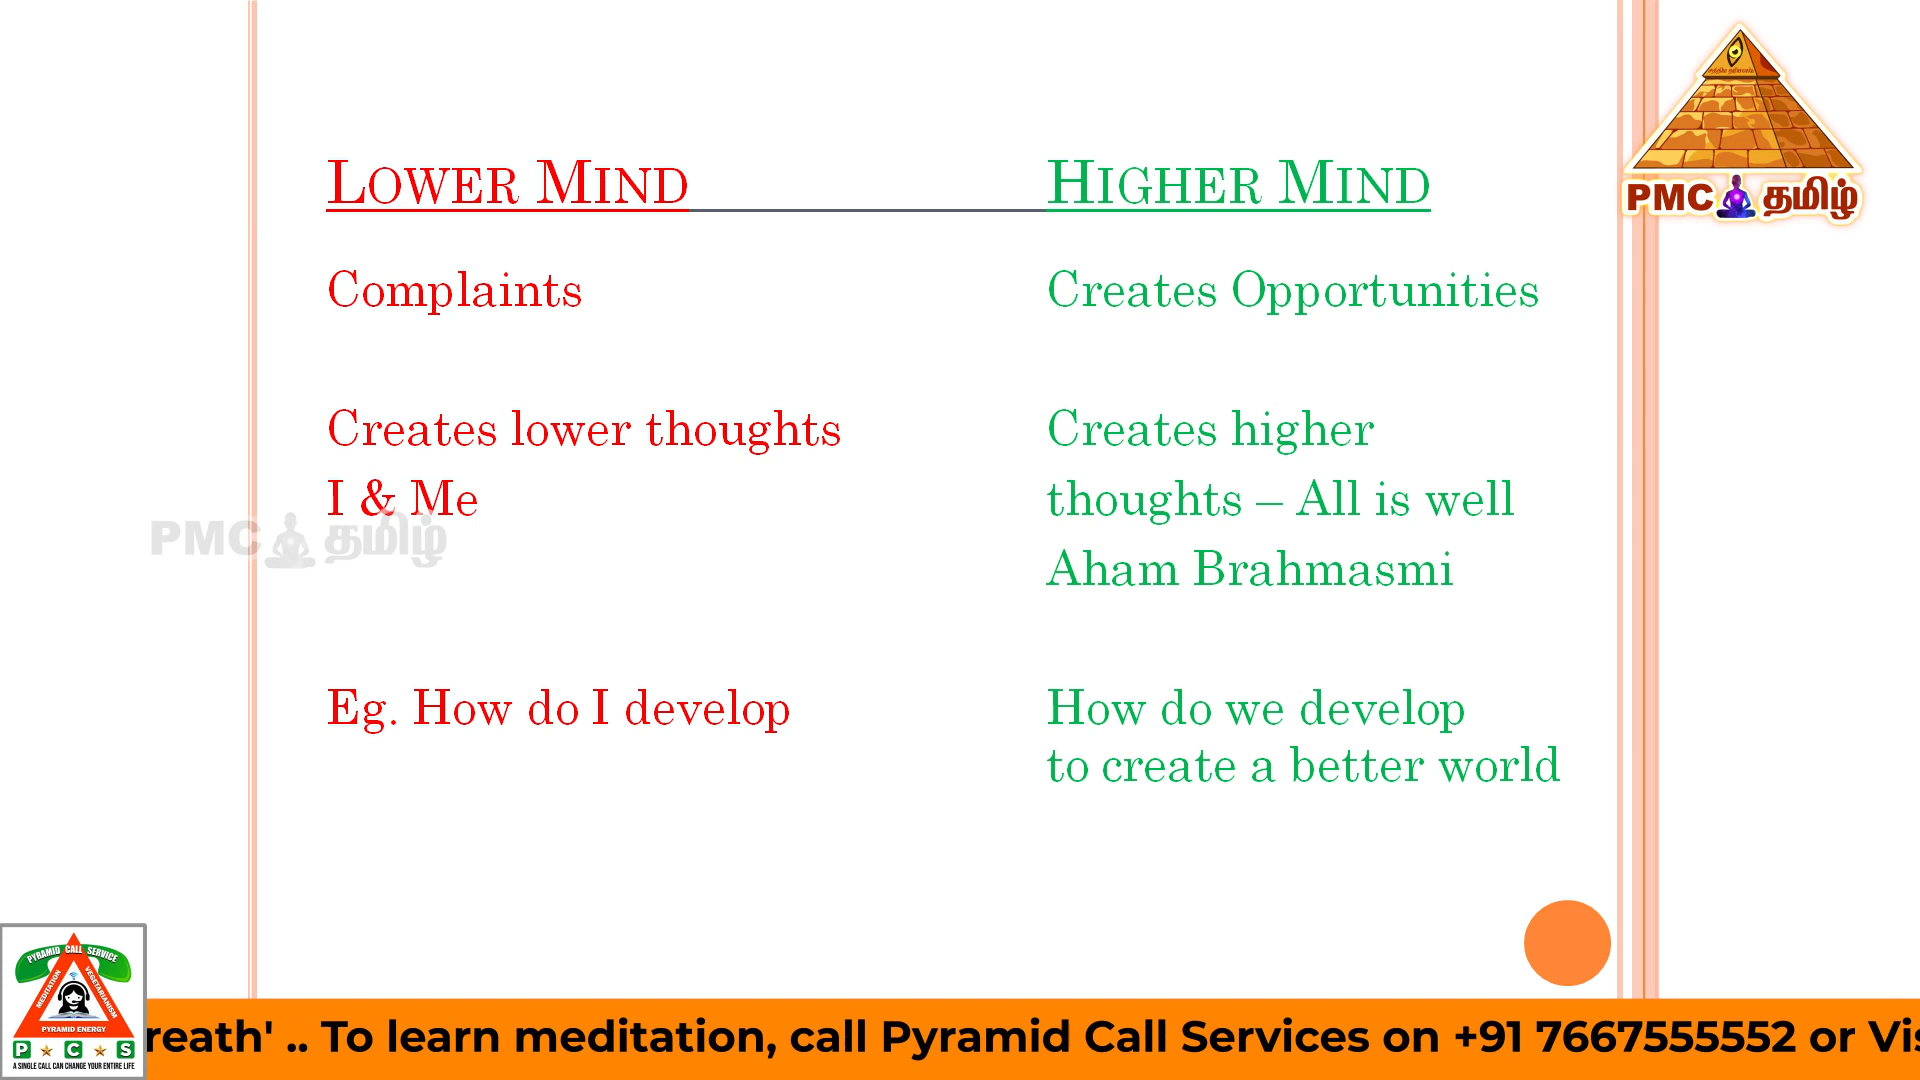 LOWER MIND HIGHER MIND
Complaints Creates Opportunities
Creates lower thoughts Creates higher
I & Me thoughts – All is well
Aham Brahmasmi
Eg. How do I develop How do we develop
to create a better world
PMC தமிழ்
PMC தமிழ்
PYRAMID CALL SERVICE
MEDITATION
VEGETARIANISM
PYRAMID ENERGY
P ★ C ★ S
A SINGLE CALL CAN CHANGE YOUR ENTIRE LIFE
reath' .. To learn meditation, call Pyramid Call Services on +91 7667555552 or Vis